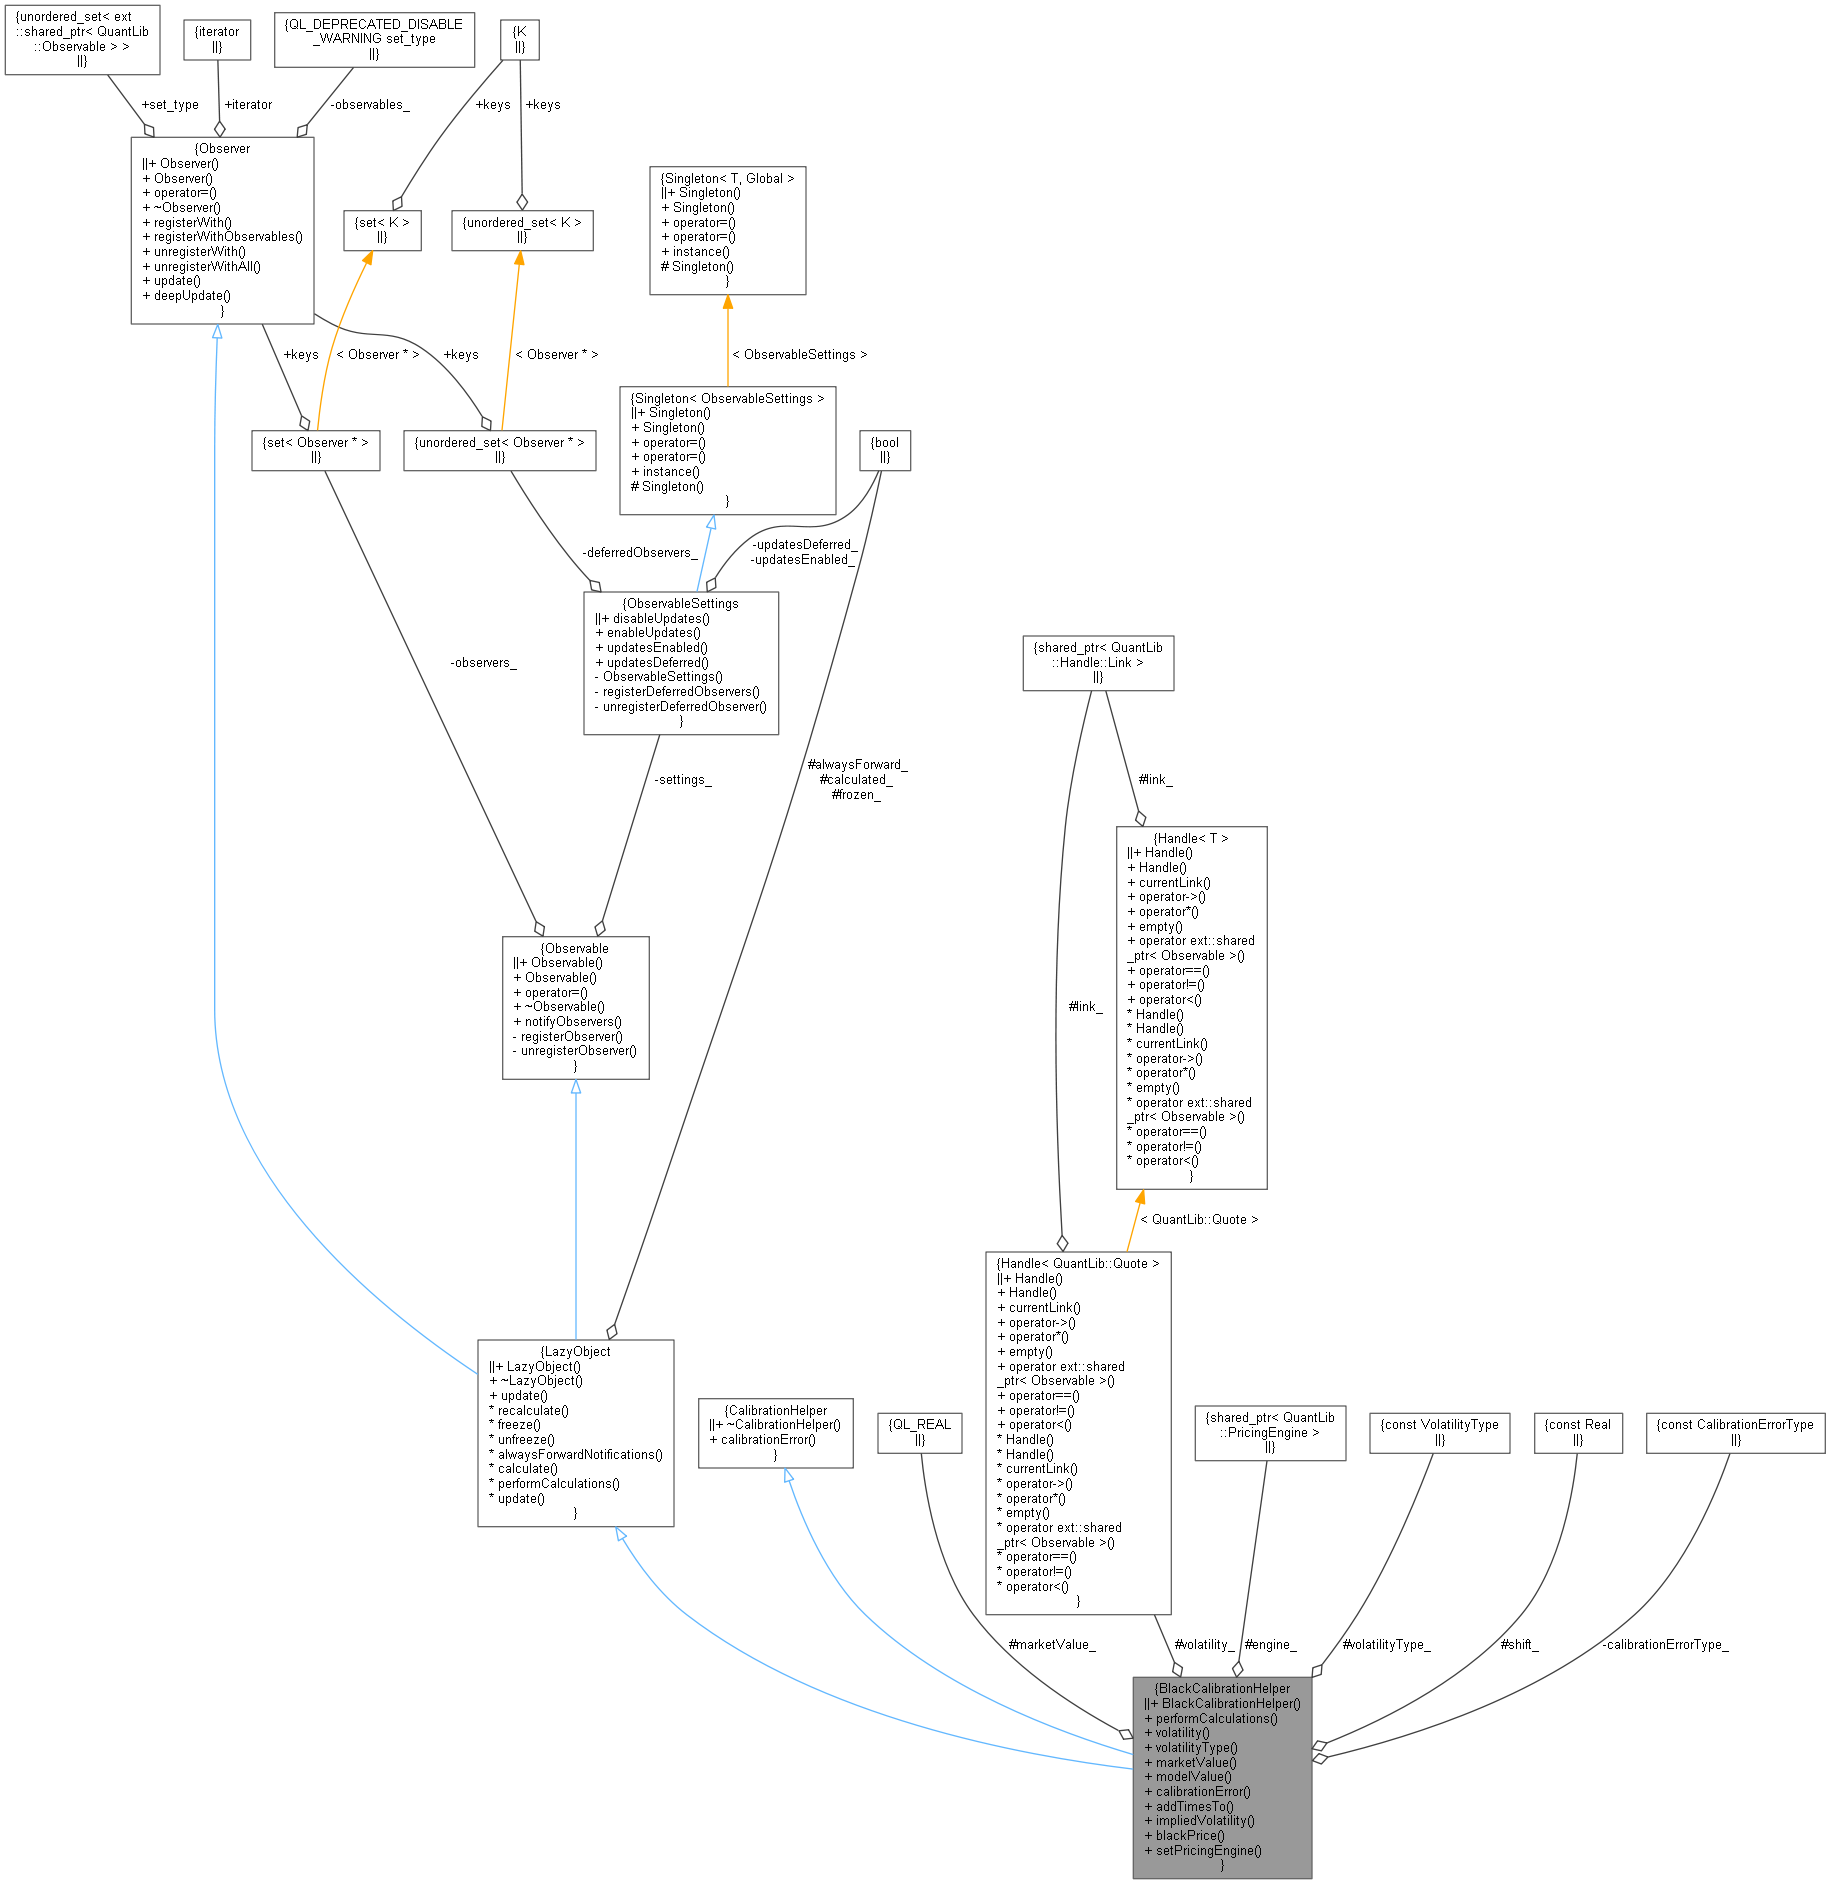 {unordered_set< ext
::shared_ptr< QuantLib
::Observable > >
||}
{iterator
||}
{QL_DEPRECATED_DISABLE
_WARNING set_type
||}
{K
||}
+set_type
+iterator
-observables_
+keys
+keys
{Observer
||+ Observer()
+ Observer()
+ operator=()
+ ~Observer()
+ registerWith()
+ registerWithObservables()
+ unregisterWith()
+ unregisterWithAll()
+ update()
+ deepUpdate()
}
{set< K >
||}
{unordered_set< K >
||}
{Singleton< T, Global >
||+ Singleton()
+ Singleton()
+ operator=()
+ operator=()
+ instance()
# Singleton()
}
+keys
< Observer * >
+keys
< Observer * >
< ObservableSettings >
{set< Observer * >
||}
{unordered_set< Observer * >
||}
{Singleton< ObservableSettings >
||+ Singleton()
+ Singleton()
+ operator=()
+ operator=()
+ instance()
# Singleton()
}
{bool
||}
-deferredObservers_
-updatesDeferred_
-updatesEnabled_
-observers_
{ObservableSettings
||+ disableUpdates()
+ enableUpdates()
+ updatesEnabled()
+ updatesDeferred()
- ObservableSettings()
- registerDeferredObservers()
- unregisterDeferredObserver()
}
{shared_ptr< QuantLib
::Handle::Link >
||}
-settings_
#alwaysForward_
#calculated_
#frozen_
#link_
#link_
{Handle< T >
||+ Handle()
+ Handle()
+ currentLink()
+ operator->()
+ operator*()
+ empty()
+ operator ext::shared
_ptr< Observable >()
+ operator==()
+ operator!=()
+ operator<()
* Handle()
* Handle()
* currentLink()
* operator->()
* operator*()
* empty()
* operator ext::shared
_ptr< Observable >()
* operator==()
* operator!=()
* operator<()
}
{Observable
||+ Observable()
+ Observable()
+ operator=()
+ ~Observable()
+ notifyObservers()
- registerObserver()
- unregisterObserver()
}
< QuantLib::Quote >
{Handle< QuantLib::Quote >
||+ Handle()
+ Handle()
+ currentLink()
+ operator->()
+ operator*()
+ empty()
+ operator ext::shared
_ptr< Observable >()
+ operator==()
+ operator!=()
+ operator<()
* Handle()
* Handle()
* currentLink()
* operator->()
* operator*()
* empty()
* operator ext::shared
_ptr< Observable >()
* operator==()
* operator!=()
* operator<()
}
{LazyObject
||+ LazyObject()
+ ~LazyObject()
+ update()
* recalculate()
* freeze()
* unfreeze()
* alwaysForwardNotifications()
* calculate()
* performCalculations()
* update()
}
{CalibrationHelper
||+ ~CalibrationHelper()
+ calibrationError()
}
{QL_REAL
||}
{shared_ptr< QuantLib
::PricingEngine >
||}
{const VolatilityType
||}
{const Real
||}
{const CalibrationErrorType
||}
#marketValue_
#volatility_
#engine_
#volatilityType_
#shift_
-calibrationErrorType_
{BlackCalibrationHelper
||+ BlackCalibrationHelper()
+ performCalculations()
+ volatility()
+ volatilityType()
+ marketValue()
+ modelValue()
+ calibrationError()
+ addTimesTo()
+ impliedVolatility()
+ blackPrice()
+ setPricingEngine()
}